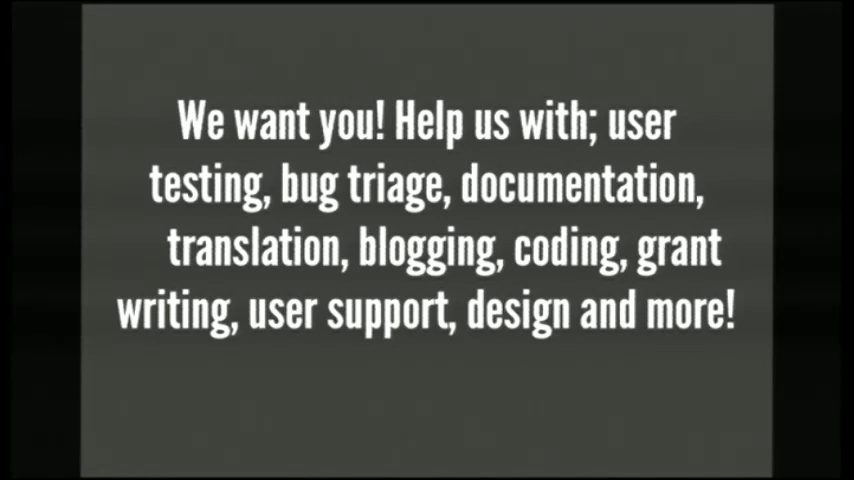 We want you! Help us with; user
testing, bug triage, documentation,
translation, blogging, coding, grant
writing, user support, design and more!